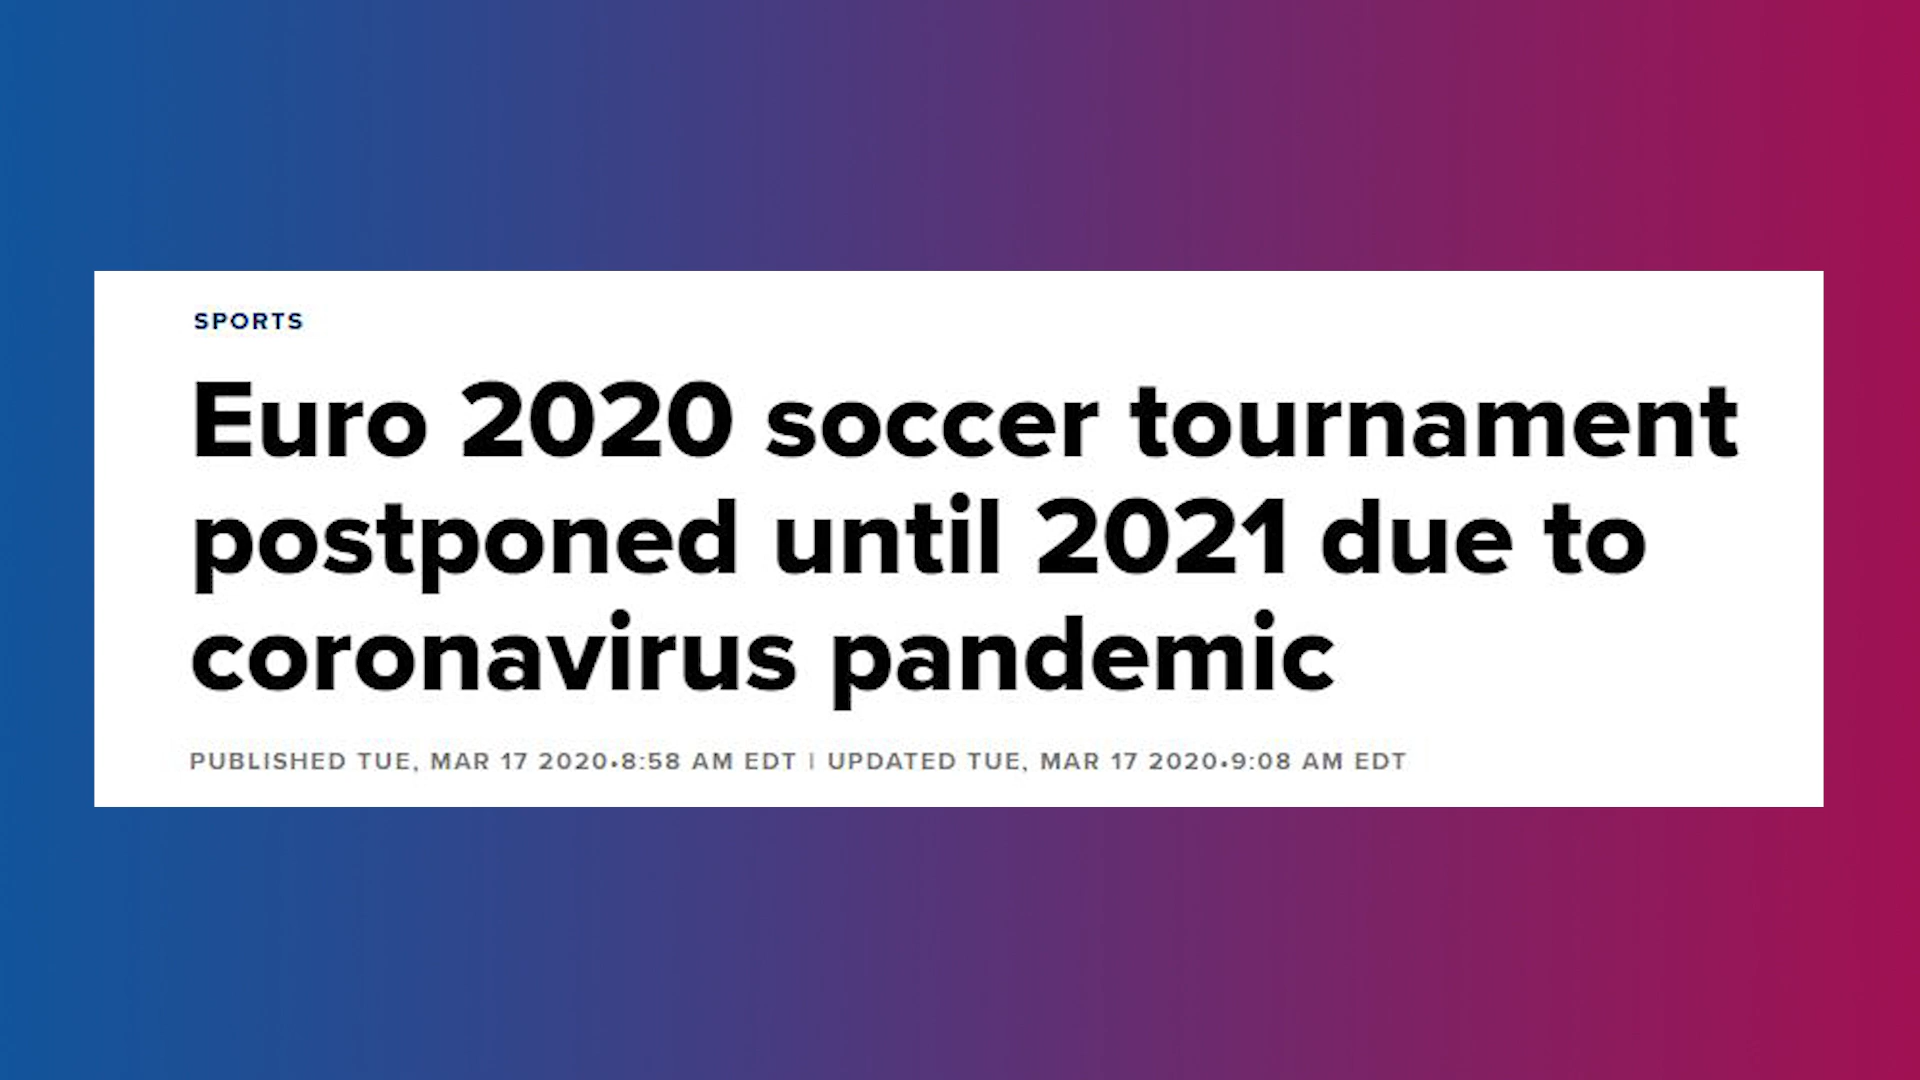 SPORTS
Euro 2020 soccer tournament
postponed until 2021 due to
coronavirus pandemic
PUBLISHED TUE, MAR 17 2020•8:58 AM EDT | UPDATED TUE, MAR 17 2020•9:08 AM EDT